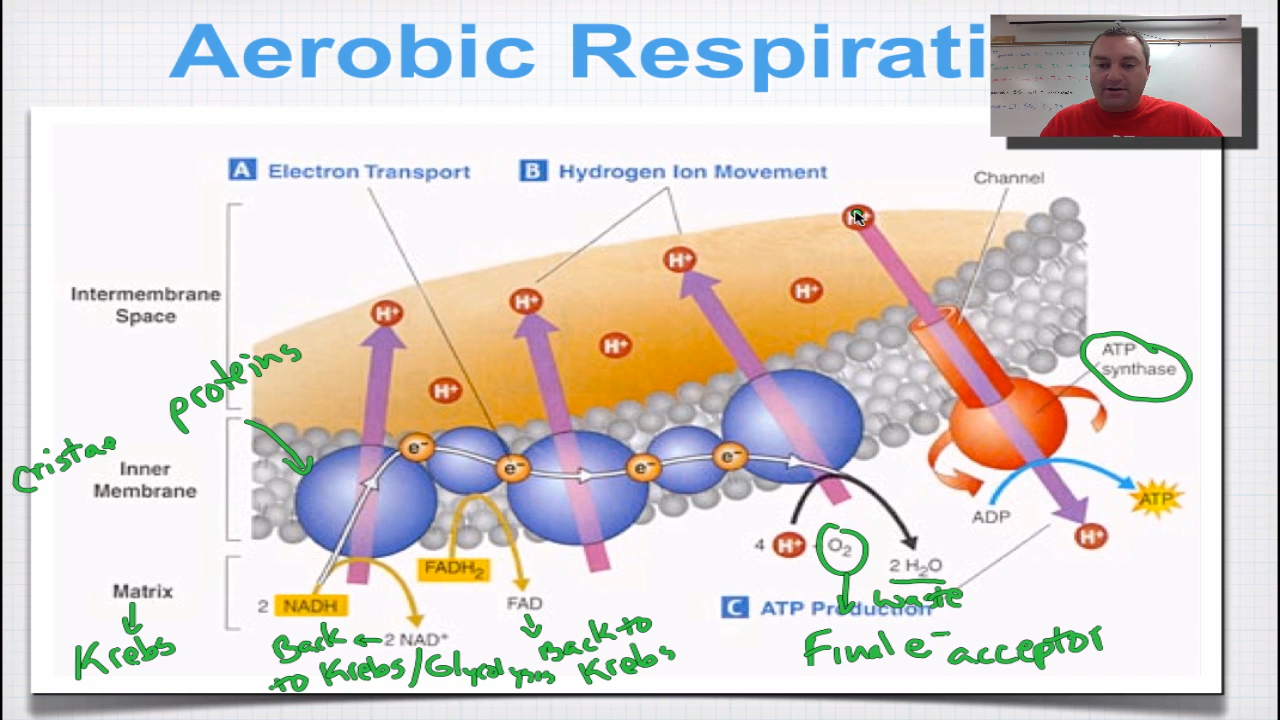 Aerobic Respirati
A Electron Transport
B Hydrogen Ion Movement
Channel
H+
H+
H+
H+
H+
H+
H+
Intermembrane
Space
proteins
ATP
synthase
cristae
Inner
Membrane
e-
e-
e-
e-
ADP
ATP
H+
4 H+ O2
2 H2O
waste
FADH2
FAD
Matrix
2 NADH
2 NAD+
C ATP Production
Krebs
Back
to Krebs/Glycolysis
Back to
Krebs
Final e- acceptor